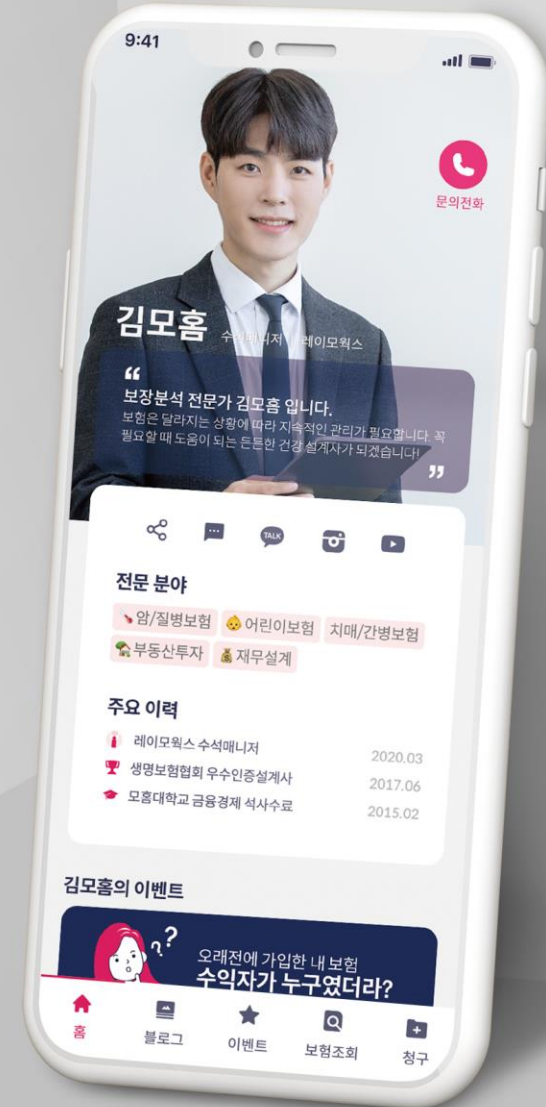 9:41
문의전화
김모홈 레이모웍스
“
보장분석 전문가 김모홈 입니다.
보험은 달라지는 상황에 따라 지속적인 관리가 필요합니다. 꼭
필요할 때 도움이 되는 든든한 건강 설계자가 되겠습니다!
”
TALK
전문 분야
암/질병보험 어린이보험 치매/간병보험
부동산투자 재무설계
주요 이력
레이모웍스 수석매니저 2020.03
생명보험협회 우수인증설계사 2017.06
모홈대학교 금융경제 석사수료 2015.02
김모홈의 이벤트
?
?
오래전에 가입한 내 보험
수익자가 누구였더라?
홈 블로그 이벤트 보험조회 청구